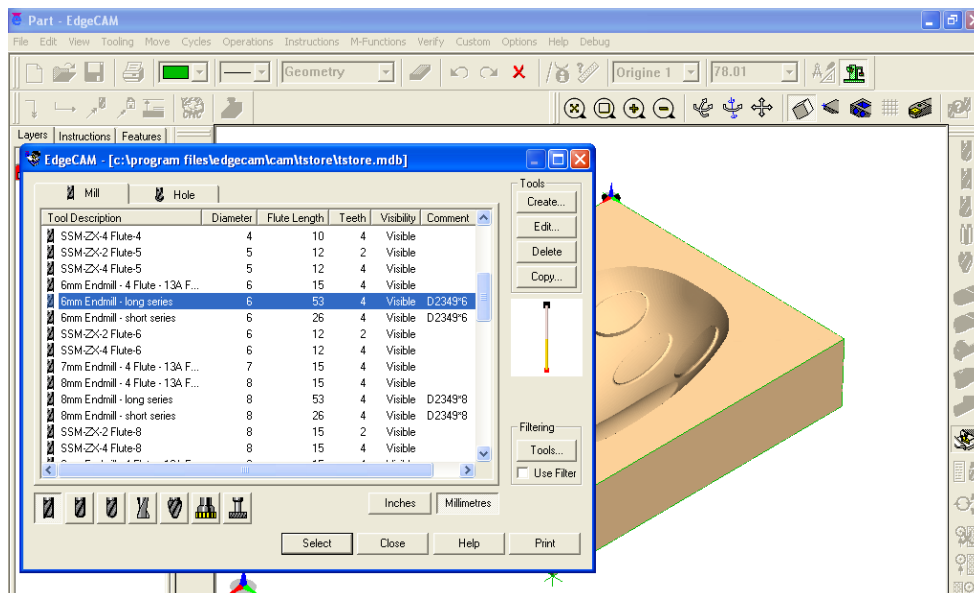 Part - EdgeCAM
File Edit View Tooling Move Cycles Operations Instructions M-Functions Verify Custom Options Help Debug
Geometry Origine 1 78.01
Layers Instructions Features
EdgeCAM - [c:\program files\edgecam\cam\tstore\tstore.mdb]
Mill Hole
Tools
Create...
Edit...
Delete
Copy...
Tool Description Diameter Flute Length Teeth Visibility Comment
SSM-ZX-4 Flute-4 4 10 4 Visible
SSM-ZX-2 Flute-5 5 12 2 Visible
SSM-ZX-4 Flute-5 5 12 4 Visible
6mm Endmill - 4 Flute - 13A F... 6 15 4 Visible
6mm Endmill - long series 6 53 4 Visible D2349*6
6mm Endmill - short series 6 26 4 Visible D2349*6
SSM-ZX-2 Flute-6 6 12 2 Visible
SSM-ZX-4 Flute-6 6 12 4 Visible
7mm Endmill - 4 Flute - 13A F... 7 15 4 Visible
8mm Endmill - 4 Flute - 13A F... 8 15 4 Visible
8mm Endmill - long series 8 53 4 Visible D2349*8
8mm Endmill - short series 8 26 4 Visible D2349*8
SSM-ZX-2 Flute-8 8 15 2 Visible
SSM-ZX-4 Flute-8 8 15 4 Visible
Filtering
Tools...
Use Filter
Inches Millimetres
Select Close Help Print